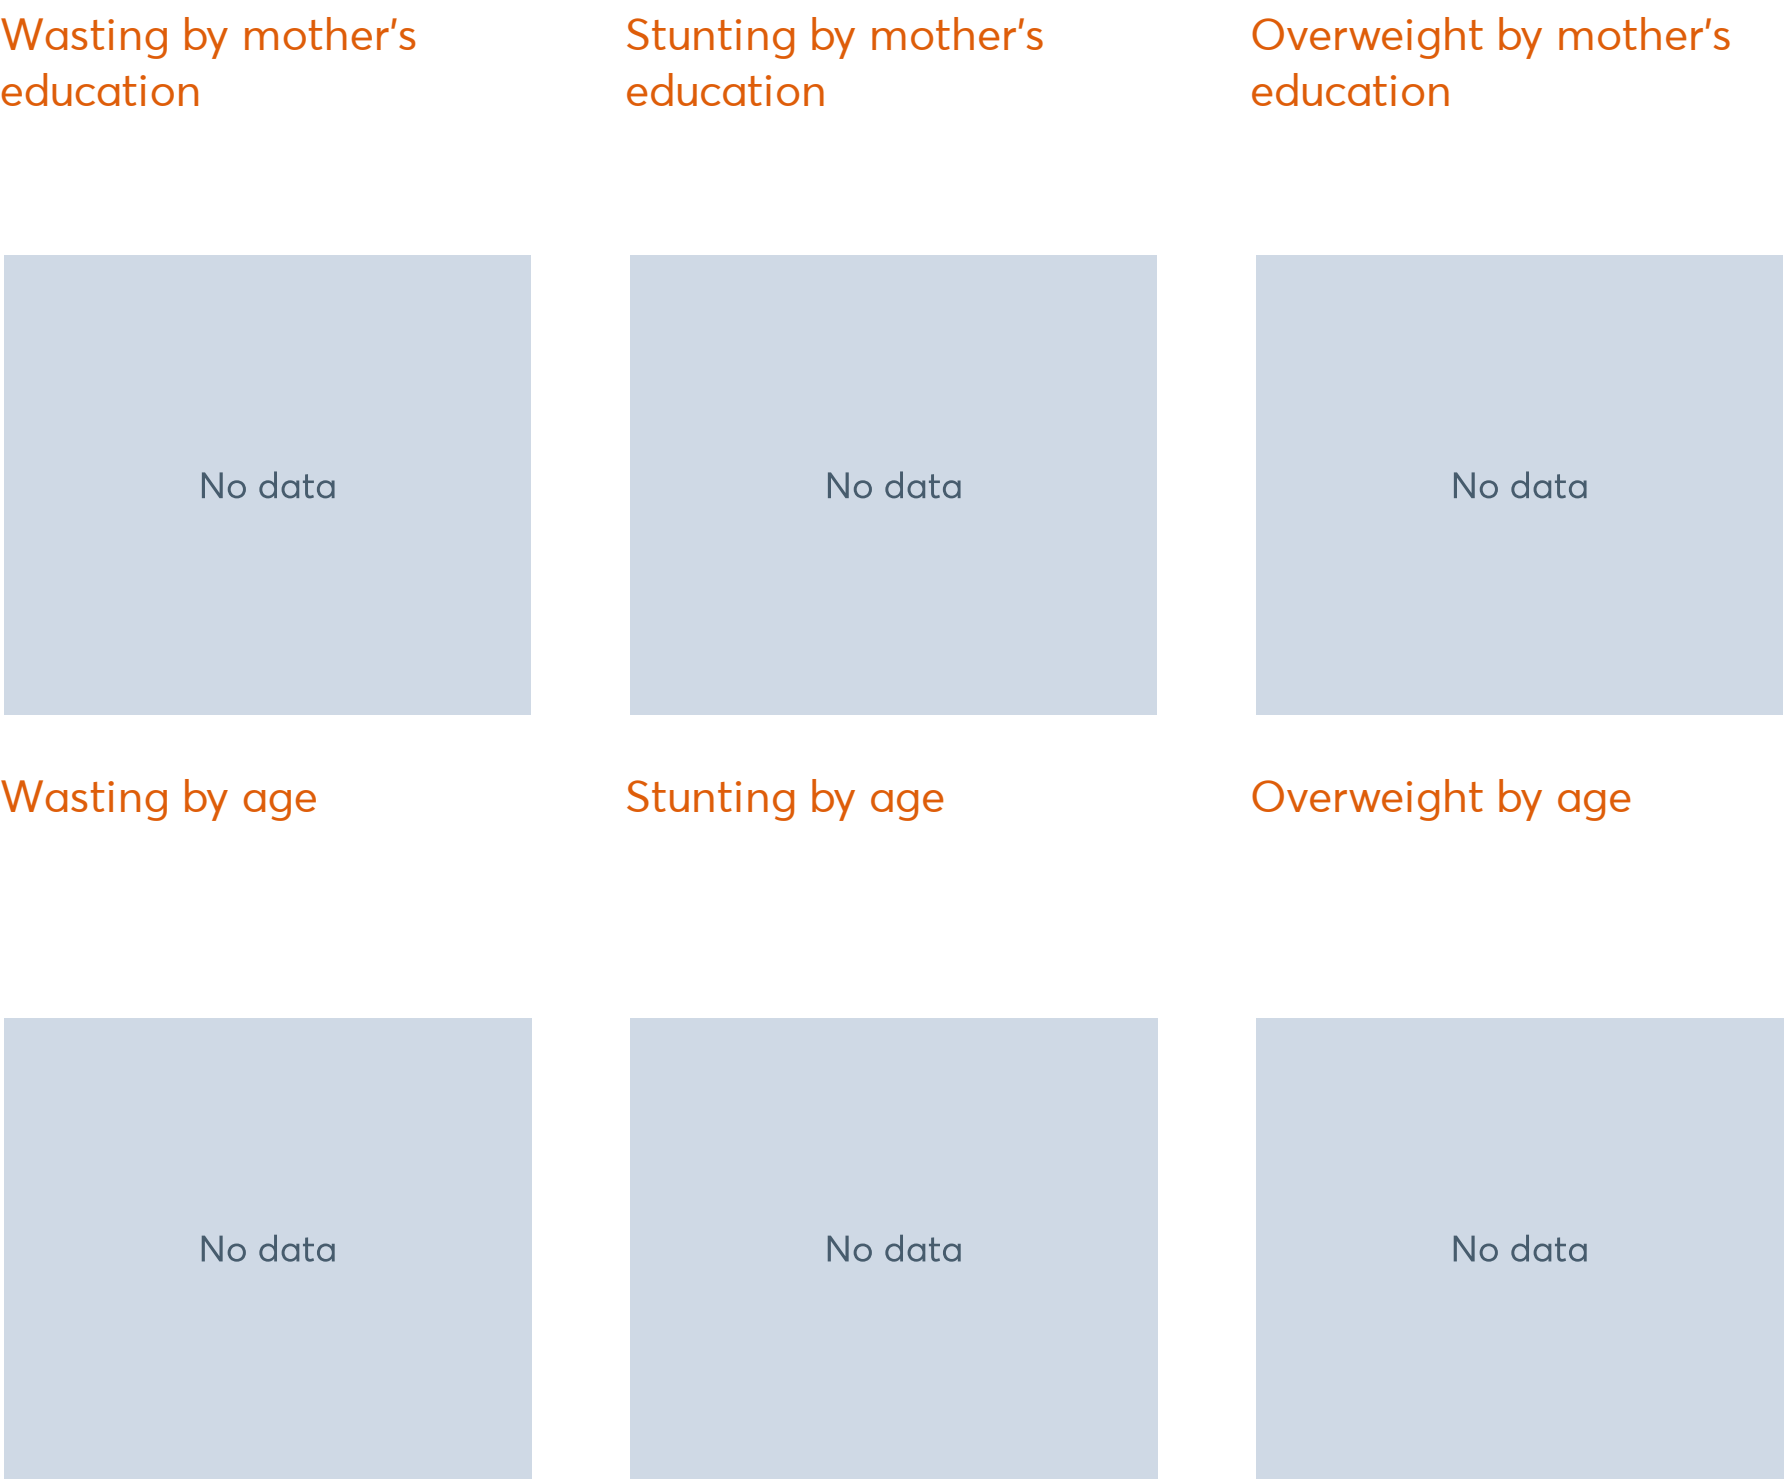 Wasting by mother's
education
Stunting by mother's
education
Overweight by mother's
education
No data
No data
No data
Wasting by age
Stunting by age
Overweight by age
No data
No data
No data